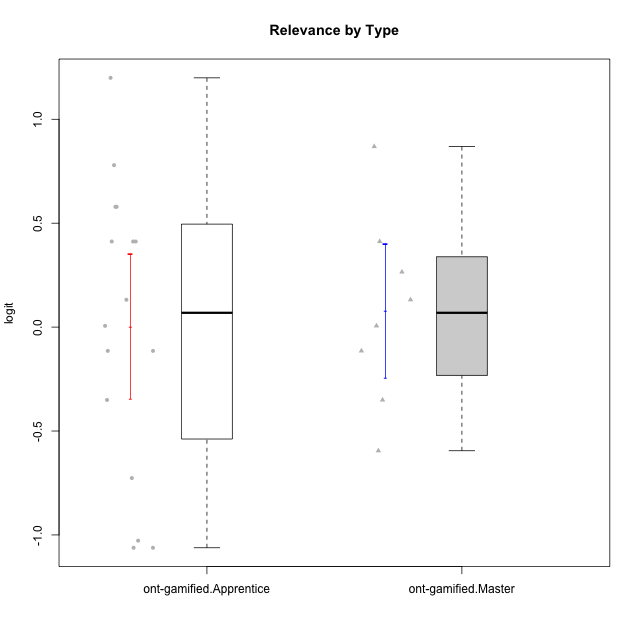 Relevance by Type
logit
1.0
0.5
0.0
-0.5
-1.0
ont-gamified.Apprentice
ont-gamified.Master